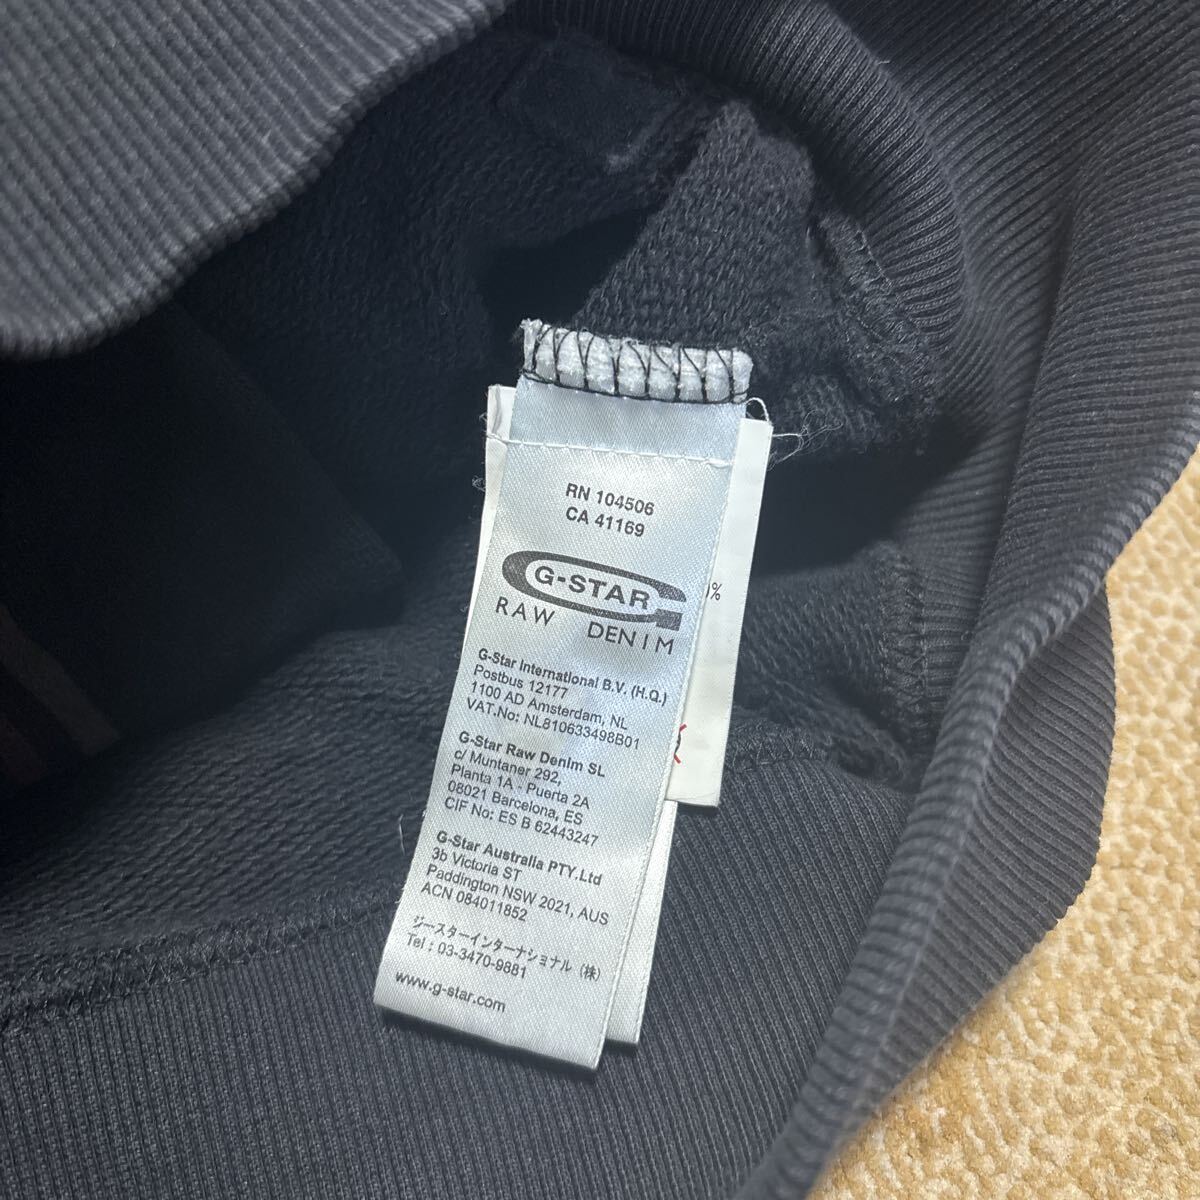 RN 104506
CA 41169
G-STAR
RAW DENIM
G-Star International B.V. (H.Q.)
Postbus 12177
1100 AD Amsterdam, NL
VAT.No: NL810633498B01
G-Star Raw Denim SL
c/ Muntaner 292,
Planta 1A - Puerta 2A
08021 Barcelona, ES
CIF No: ES B 62443247
G-Star Australia PTY.Ltd
3b Victoria ST
Paddington NSW 2021, AUS
ACN 084011852
ジースターインターナショナル (株)
Tel : 03-3470-9881
www.g-star.com
%